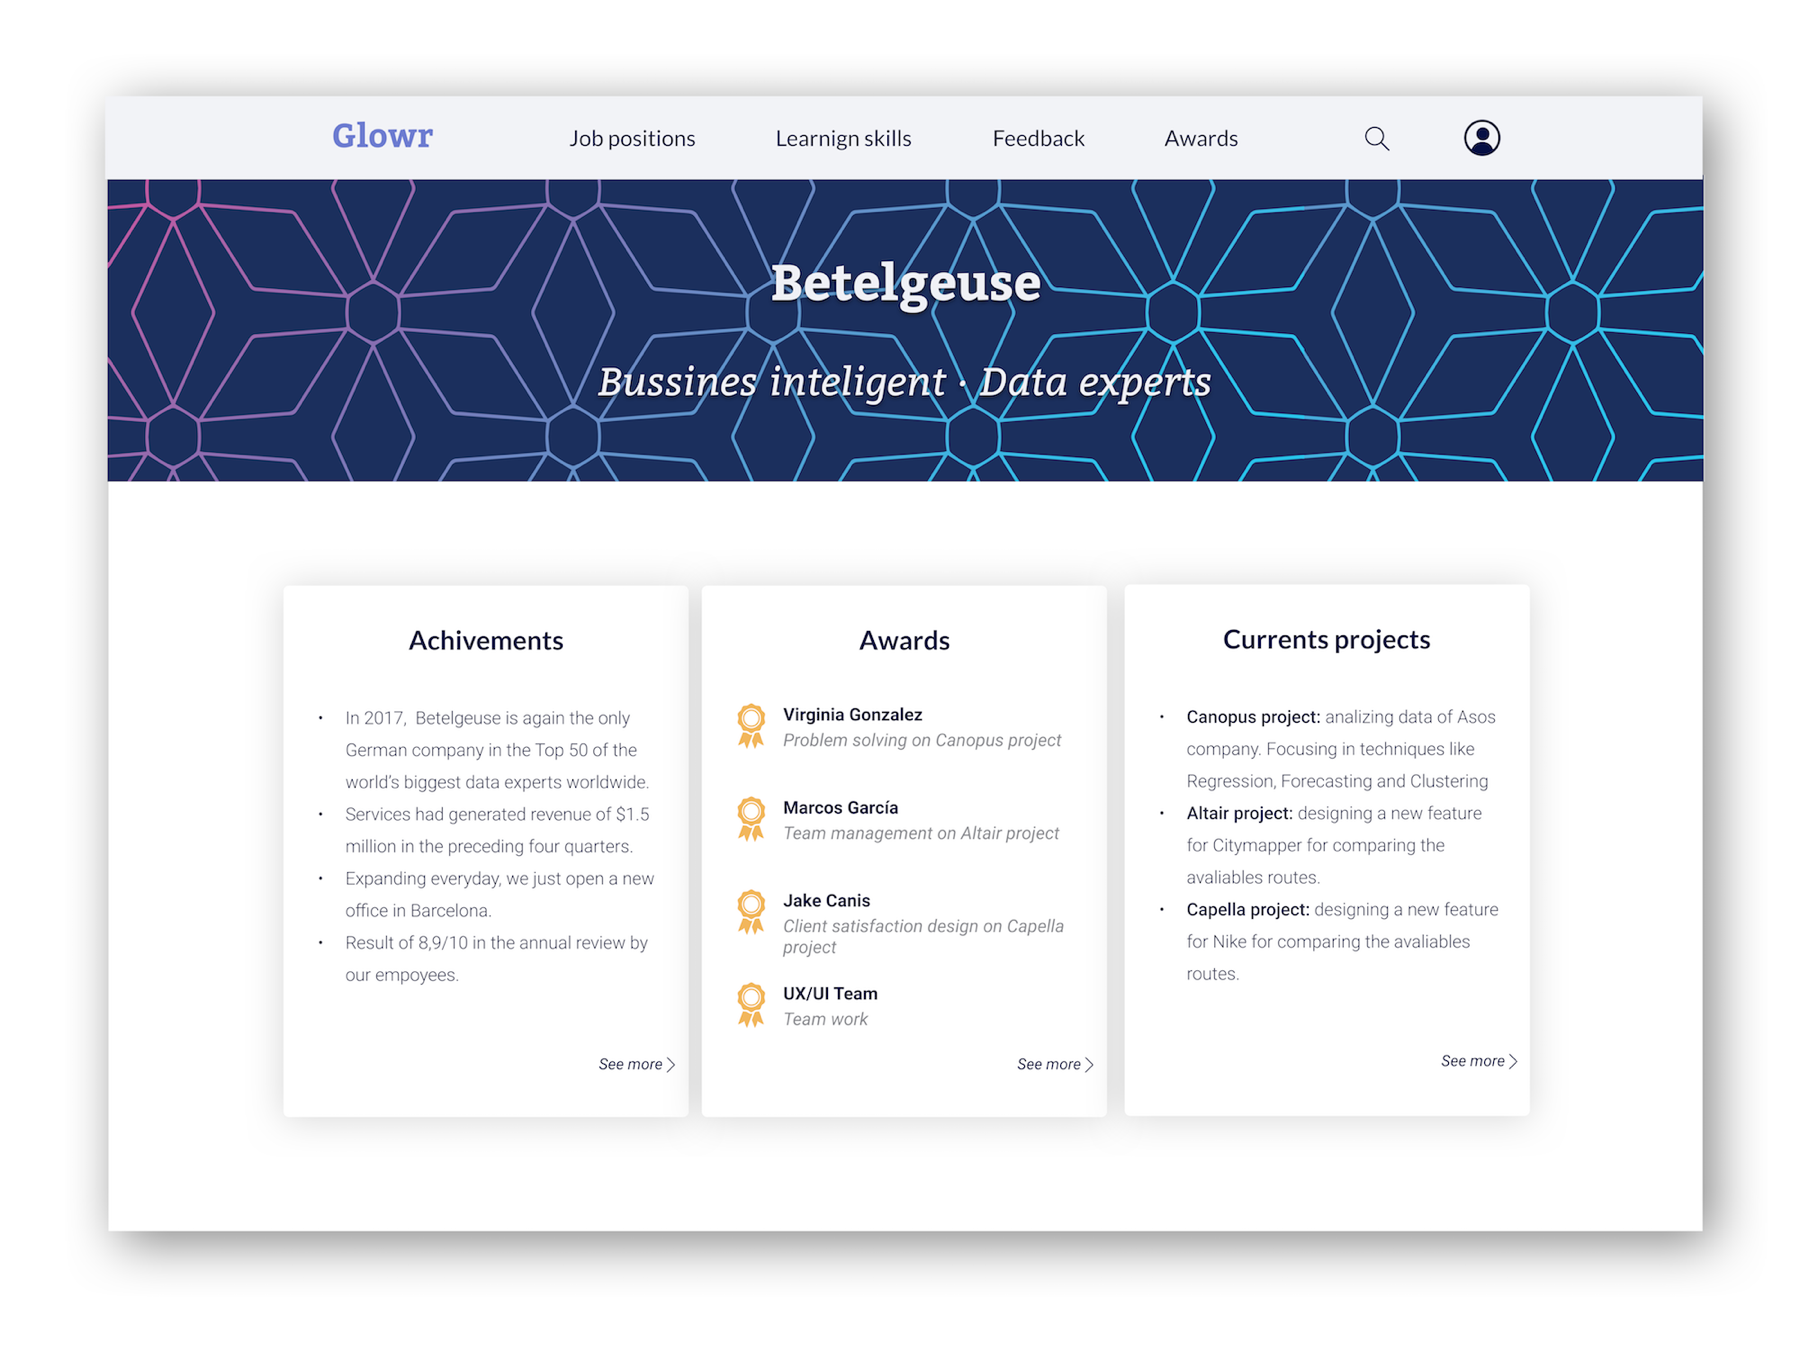 Glowr
Job positions
Learnign skills
Feedback
Awards
Betelgeuse
Bussines inteligent · Data experts
Achivements
• In 2017,  Betelgeuse is again the only
German company in the Top 50 of the
world's biggest data experts worldwide.
• Services had generated revenue of $1.5
million in the preceding four quarters.
• Expanding everyday, we just open a new
office in Barcelona.
• Result of 8,9/10 in the annual review by
our empoyees.
See more
Awards
Virginia Gonzalez
Problem solving on Canopus project
Marcos García
Team management on Altair project
Jake Canis
Client satisfaction design on Capella
project
UX/UI Team
Team work
See more
Currents projects
• Canopus project: analizing data of Asos
company. Focusing in techniques like
Regression, Forecasting and Clustering
• Altair project: designing a new feature
for Citymapper for comparing the
avaliables routes.
• Capella project: designing a new feature
for Nike for comparing the avaliables
routes.
See more